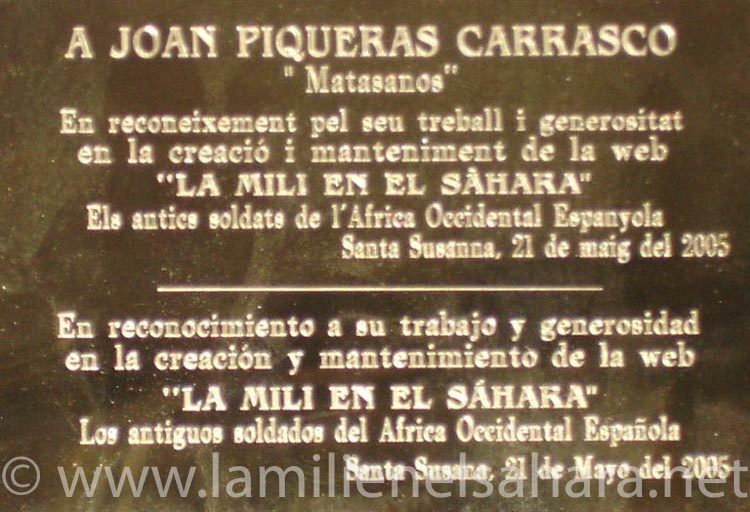 A JOAN PIQUERAS CARRASCO
" Matasanos"
En reconeixement pel seu treball i generositat
en la creació i manteniment de la web
"LA MILI EN EL SÀHARA"
Els antics soldats de l'Africa Occidental Espanyola
Santa Susanna, 21 de maig del 2005
En reconocimiento a su trabajo y generosidad
en la creación y mantenimiento de la web
"LA MILI EN EL SÁHARA"
Los antiguos soldados del Africa Occidental Española
Santa Susana, 21 de Mayo del 2005
© www.lamilienelsahara.net